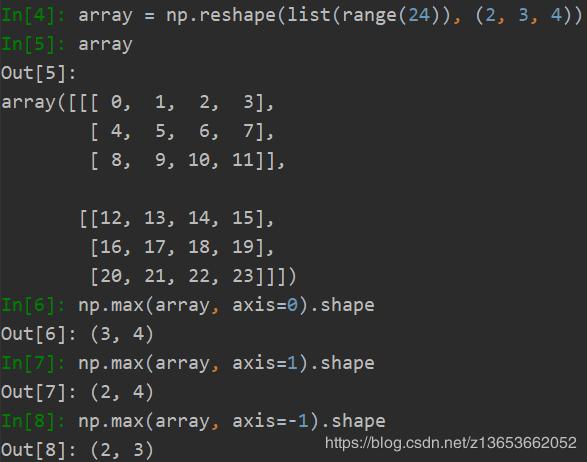 In[4]: array = np.reshape(list(range(24)), (2, 3, 4))
In[5]: array
Out[5]:
array([[[ 0,  1,  2,  3],
        [ 4,  5,  6,  7],
        [ 8,  9, 10, 11]],

       [[12, 13, 14, 15],
        [16, 17, 18, 19],
        [20, 21, 22, 23]]])
In[6]: np.max(array, axis=0).shape
Out[6]: (3, 4)
In[7]: np.max(array, axis=1).shape
Out[7]: (2, 4)
In[8]: np.max(array, axis=-1).shape
Out[8]: (2, 3)
https://blog.csdn.net/z13653662052